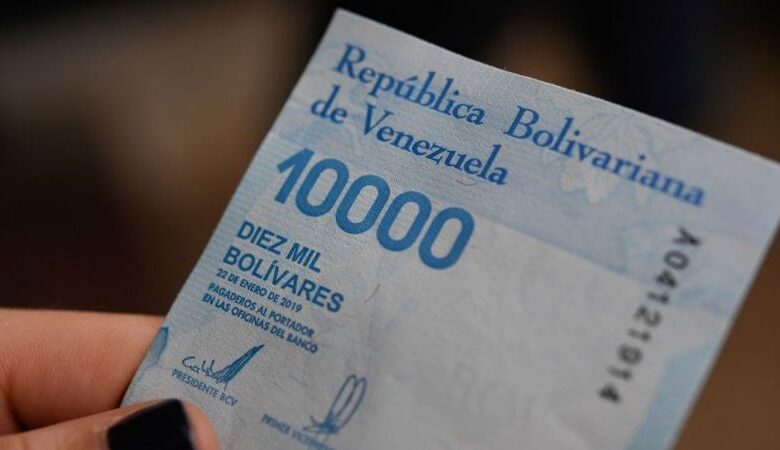 República Bolivariana
de Venezuela
10000
DIEZ MIL
BOLÍVARES
22 DE ENERO DE 2019
PAGADEROS AL PORTADOR
EN LAS OFICINAS DEL BANCO
PRESIDENTE BCV
PRIMER
A04121914